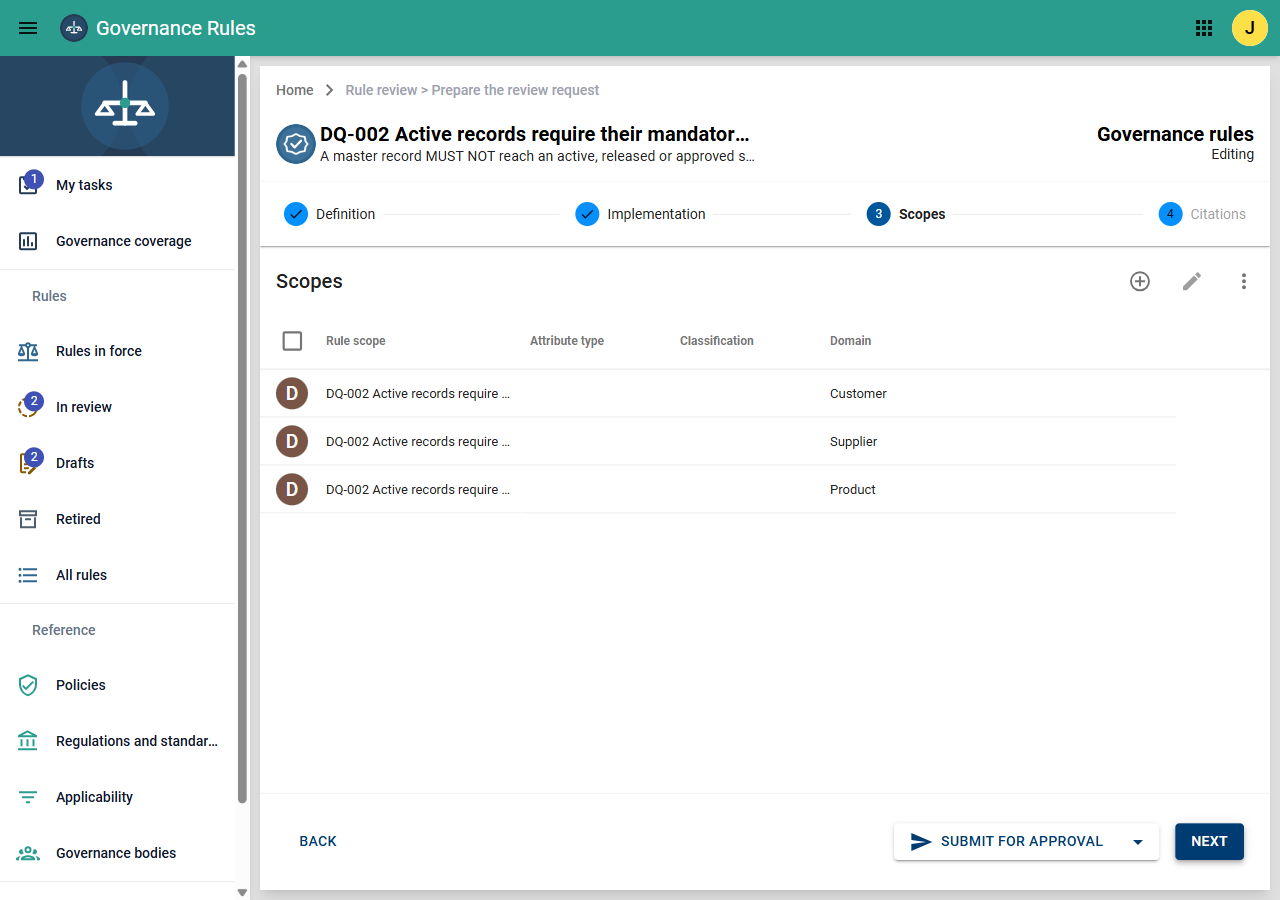 Governance Rules
J
Home
Rule review > Prepare the review request
DQ-002 Active records require their mandator...
A master record MUST NOT reach an active, released or approved s...
Governance rules
Editing
1
My tasks
Governance coverage
Rules
Rules in force
2
In review
2
Drafts
Retired
All rules
Reference
Policies
Regulations and standar...
Applicability
Governance bodies
Definition
Implementation
3
Scopes
4
Citations
Scopes
Rule scope
Attribute type
Classification
Domain
D
DQ-002 Active records require ...
Customer
D
DQ-002 Active records require ...
Supplier
D
DQ-002 Active records require ...
Product
BACK
SUBMIT FOR APPROVAL
NEXT